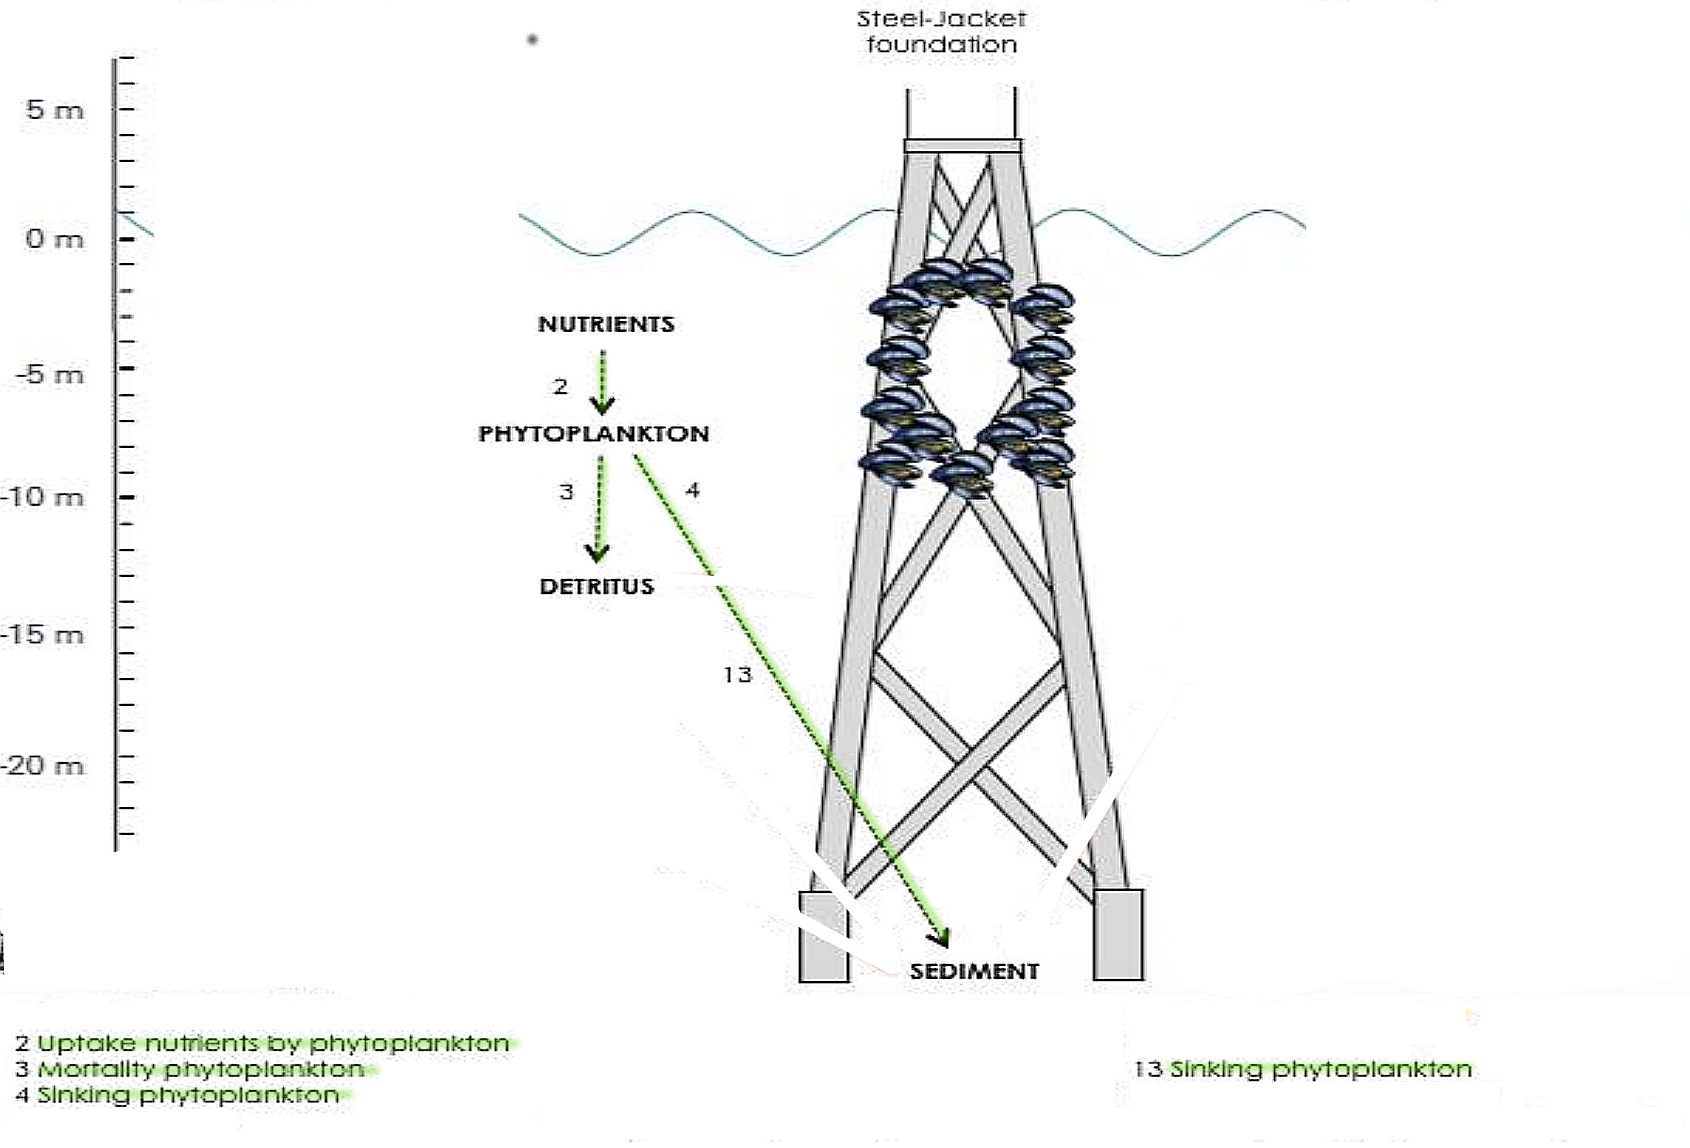 Steel-Jacket
foundation
5 m
0 m
NUTRIENTS
-5 m
2
PHYTOPLANKTON
3
4
-10 m
DETRITUS
-15 m
13
-20 m
SEDIMENT
2 Uptake nutrients by phytoplankton
3 Mortality phytoplankton
13 Sinking phytoplankton
4 Sinking phytoplankton